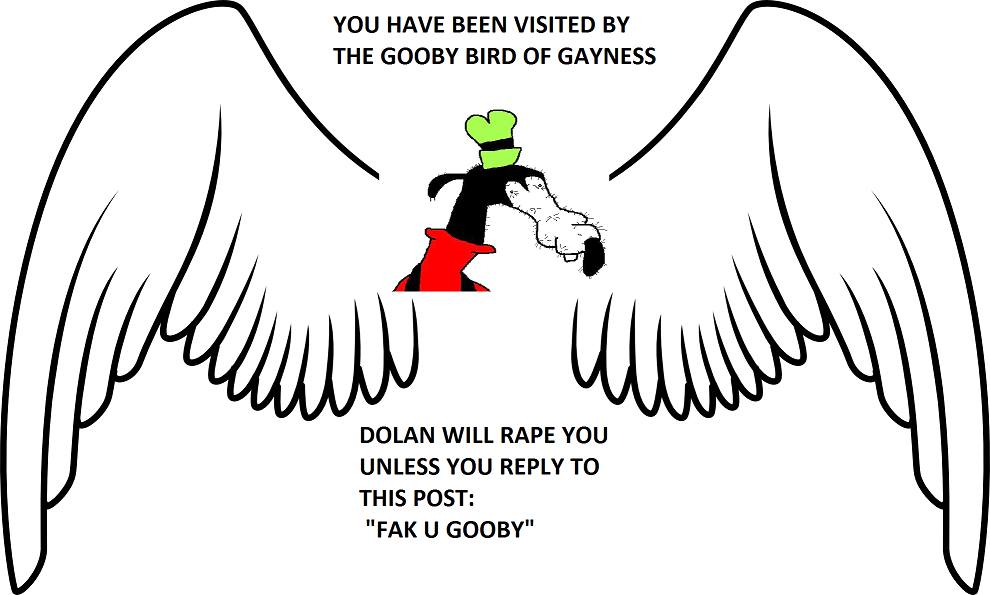 YOU HAVE BEEN VISITED BY
THE GOOBY BIRD OF GAYNESS
DOLAN WILL RAPE YOU
UNLESS YOU REPLY TO
THIS POST:
"FAK U GOOBY"